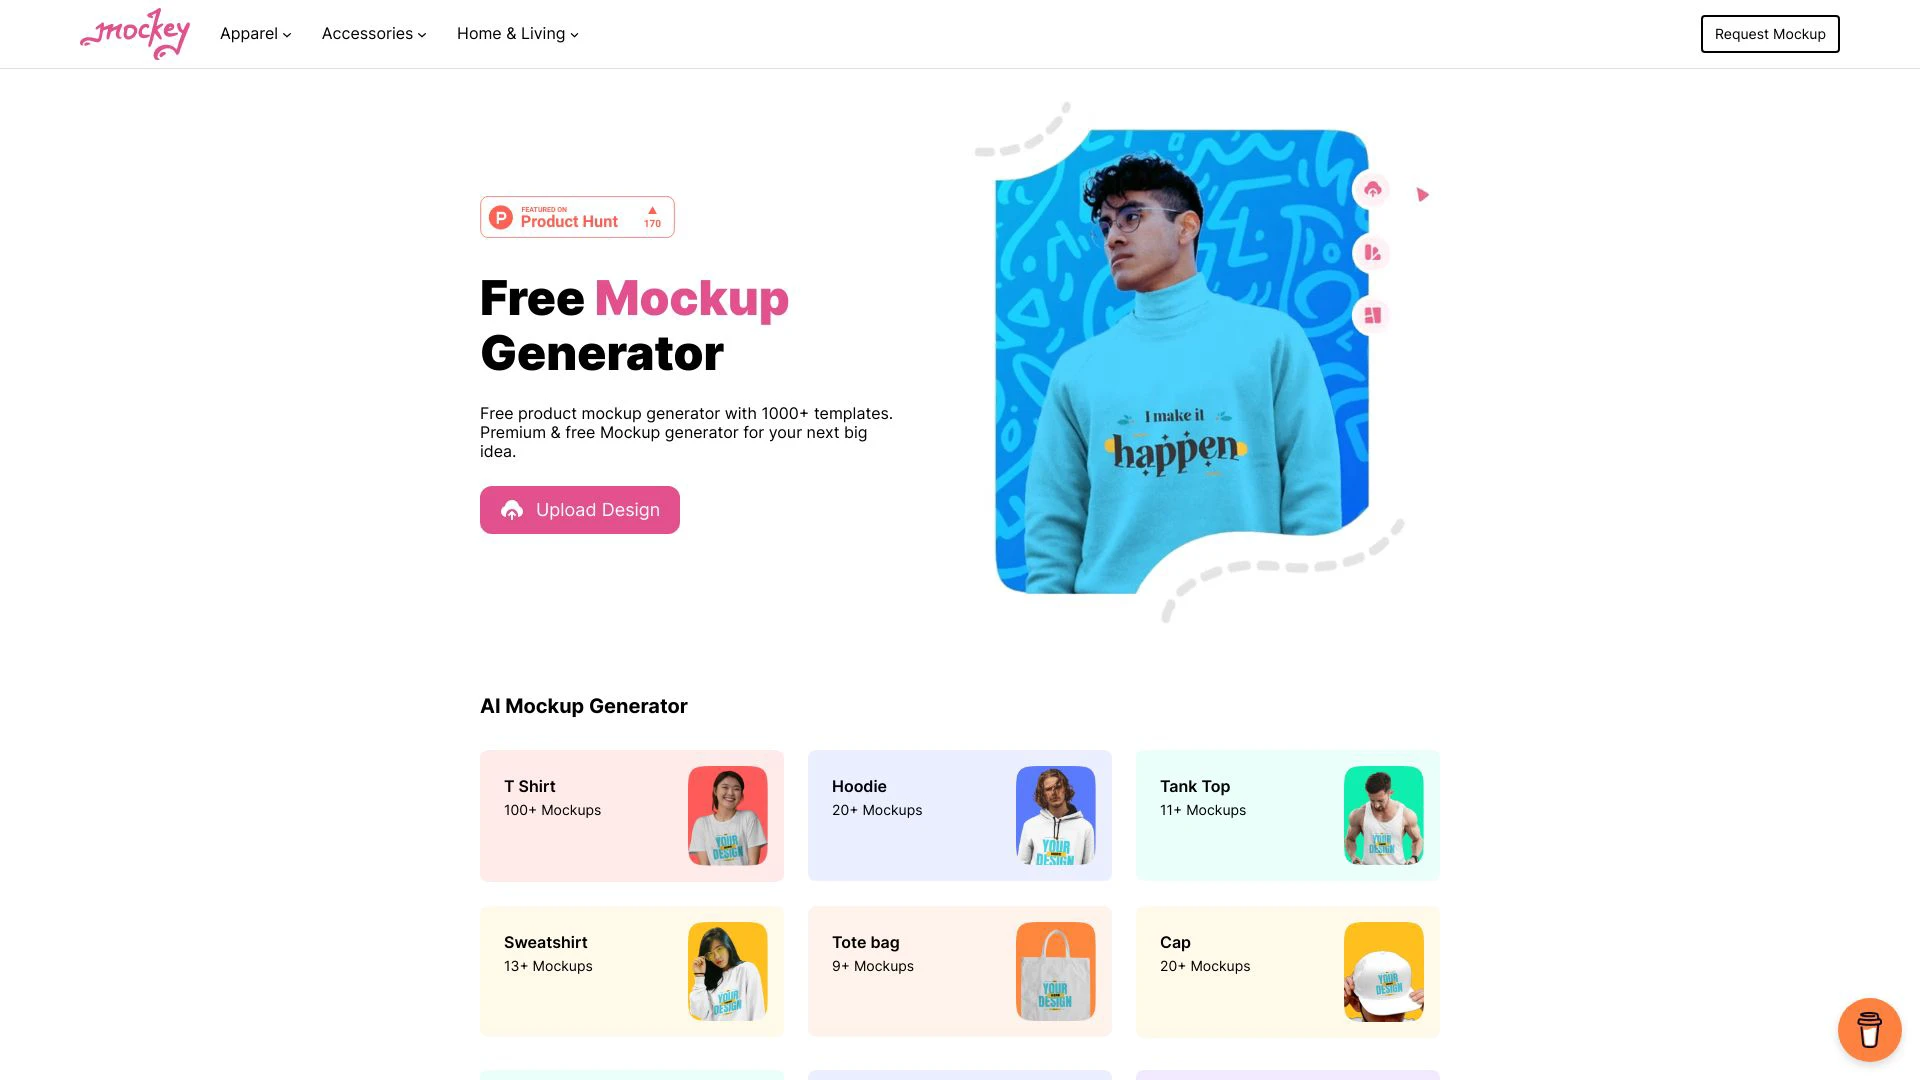 mockey
Apparel
Accessories
Home & Living
Request Mockup
FEATURED ON
Product Hunt
170
Free Mockup
Generator
Free product mockup generator with 1000+ templates.
Premium & free Mockup generator for your next big
idea.
Upload Design
I make it
happen
AI Mockup Generator
T Shirt
100+ Mockups
YOUR
DESIGN
Hoodie
20+ Mockups
YOUR
DESIGN
Tank Top
11+ Mockups
YOUR
DESIGN
Sweatshirt
13+ Mockups
YOUR
DESIGN
Tote bag
9+ Mockups
YOUR
DESIGN
Cap
20+ Mockups
YOUR
DESIGN